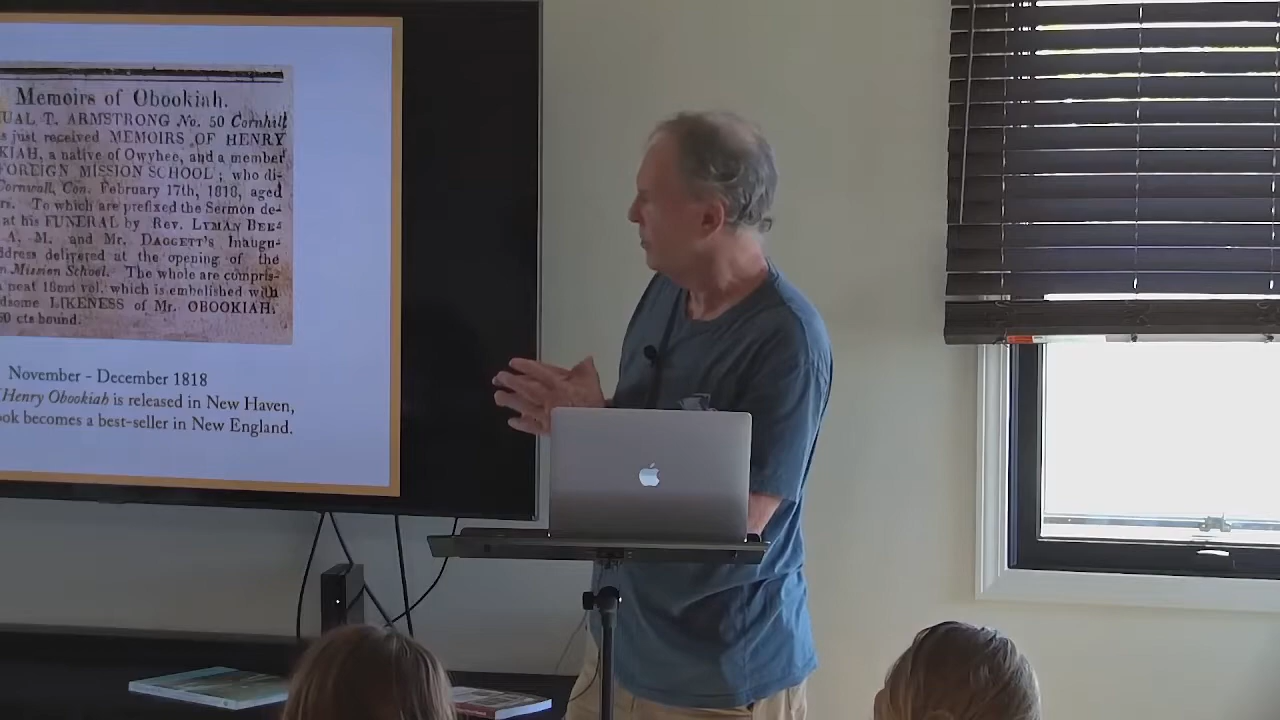 Memoirs of Obookiah.
UAL T. ARMSTRONG No. 50 Cornhill
s just received MEMOIRS OF HENRY
KIAH, a native of Owyhee, and a member
FOREIGN MISSION SCHOOL; who di-
Cornwall, Con. February 17th, 1818, aged
rs. To which are prefixed the Sermon de-
at his FUNERAL by Rev. LYMAN BEE-
A. M. and Mr. DAGGETT's Inaugu-
ddress delivered at the opening of the
n Mission School. The whole are compris-
a neat 18mo vol. which is embelished with
dsome LIKENESS of Mr. OBOOKIAH.
50 cts bound.
November - December 1818
Henry Obookiah is released in New Haven,
ook becomes a best-seller in New England.